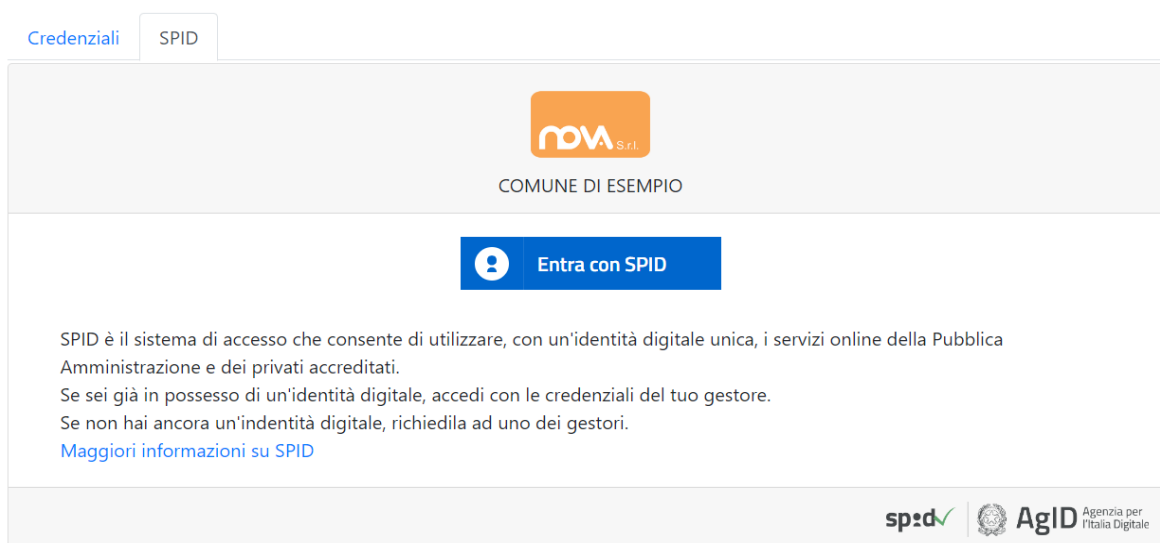 Credenziali SPID
nova S.r.l.
COMUNE DI ESEMPIO
Entra con SPID
SPID è il sistema di accesso che consente di utilizzare, con un'identità digitale unica, i servizi online della Pubblica
Amministrazione e dei privati accreditati.
Se sei già in possesso di un'identità digitale, accedi con le credenziali del tuo gestore.
Se non hai ancora un'indentità digitale, richiedila ad uno dei gestori.
Maggiori informazioni su SPID
spid AgID Agenzia per
l'Italia Digitale